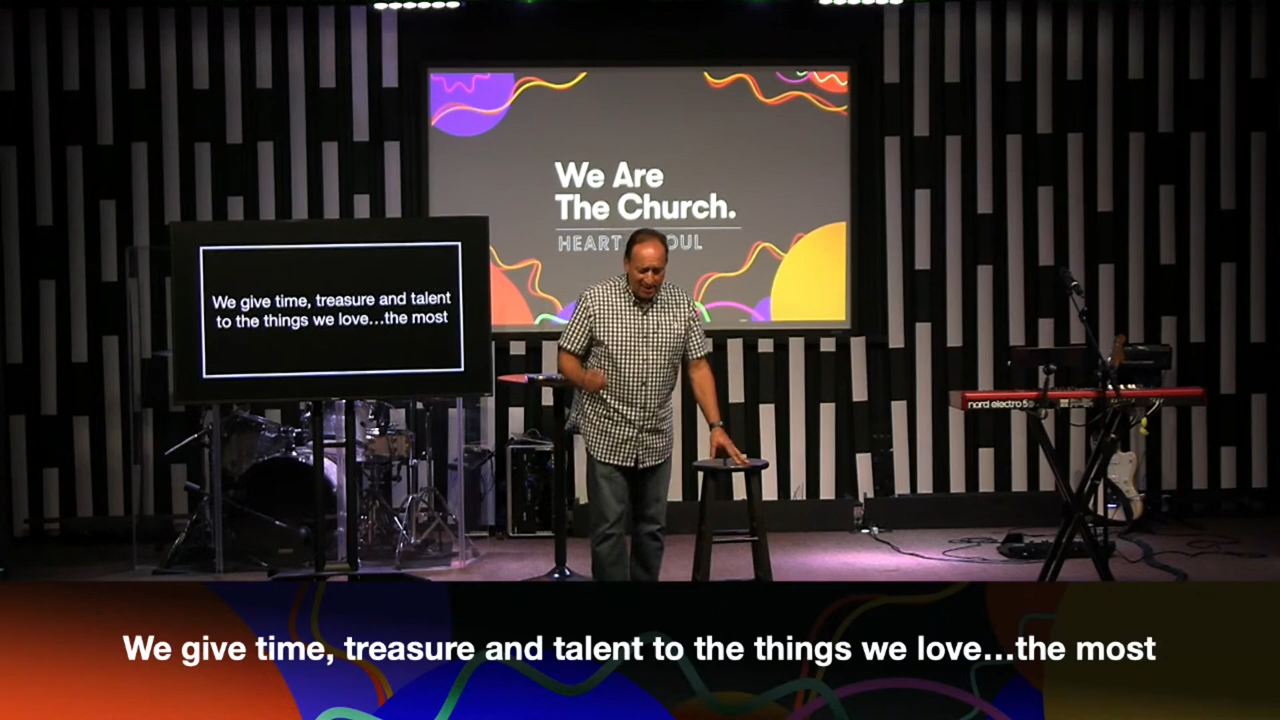 We Are
The Church.
HEART OUL
We give time, treasure and talent
to the things we love...the most
nord electro 5
We give time, treasure and talent to the things we love...the most